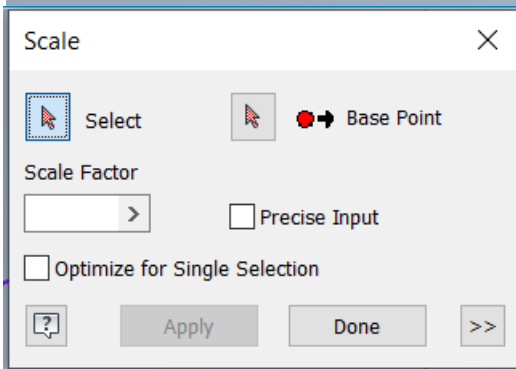 Scale
Select
Base Point
Scale Factor
Precise Input
Optimize for Single Selection
Apply
Done
>>